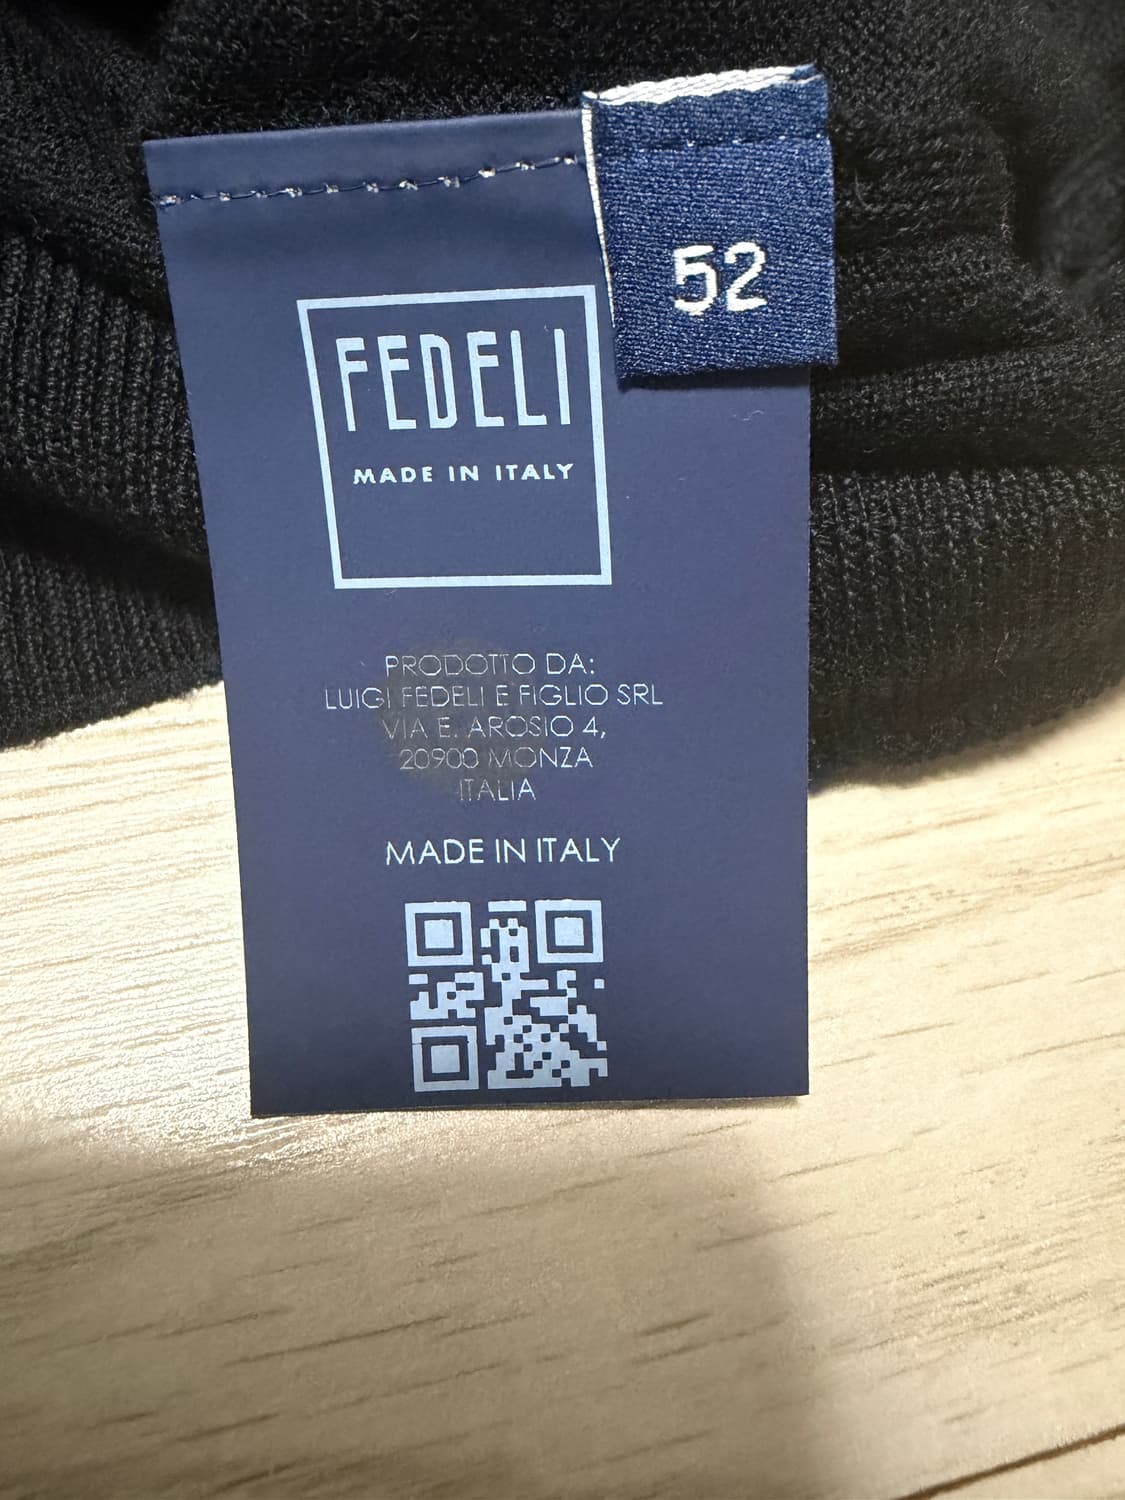 52
FEDELI
MADE IN ITALY
PRODOTTO DA:
LUIGI FEDELI E FIGLIO SRL
VIA E. AROSIO 4,
20900 MONZA
ITALIA
MADE IN ITALY